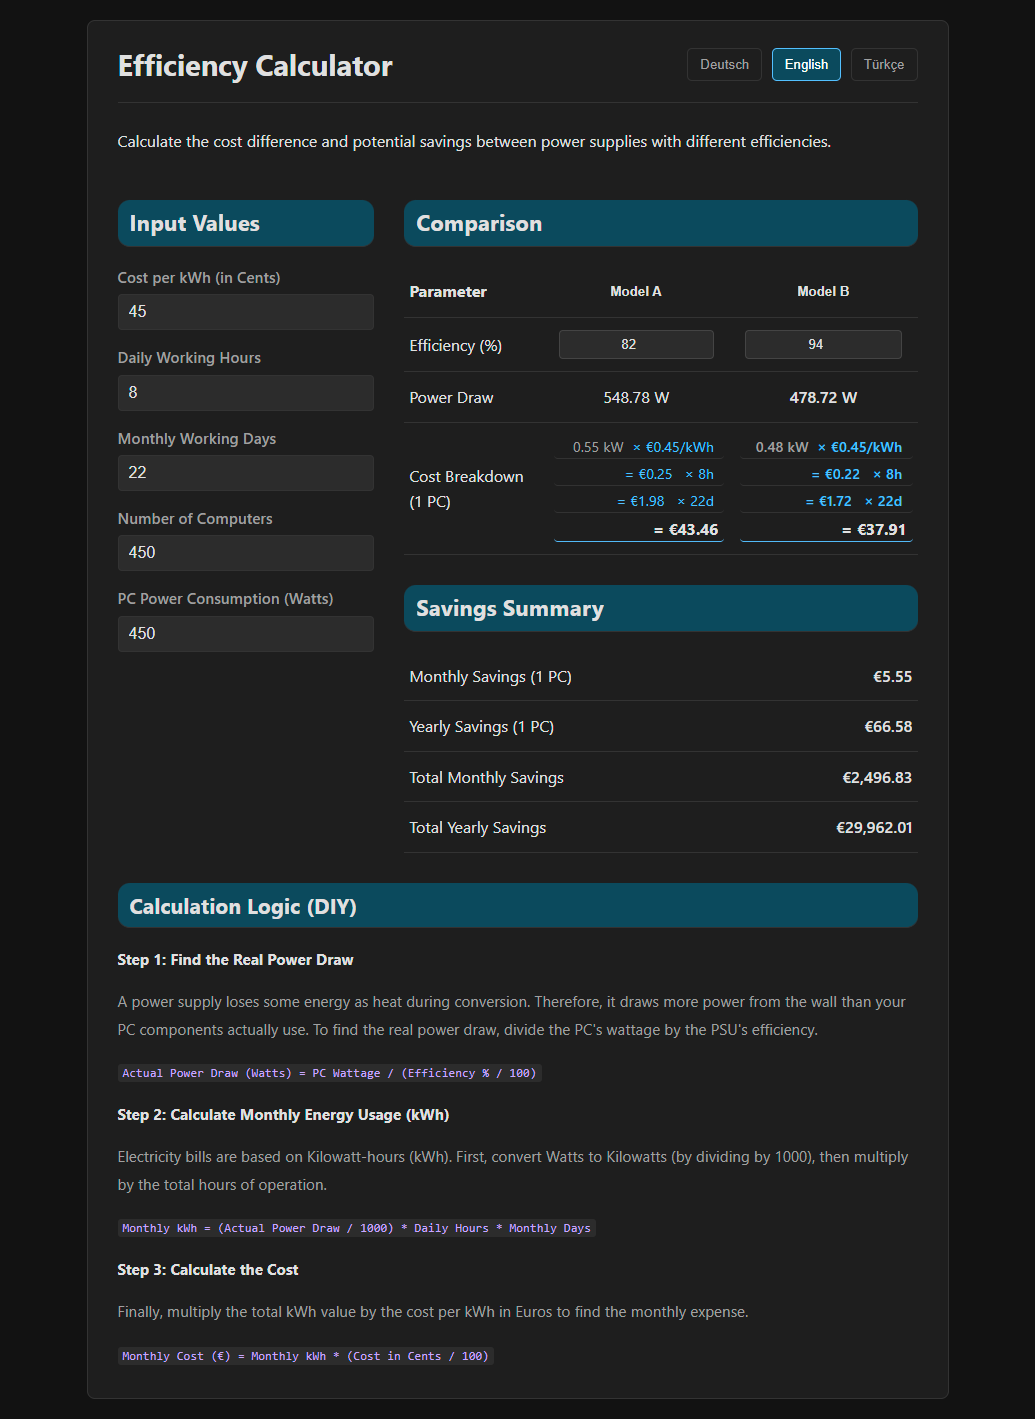 Efficiency Calculator
Deutsch
English
Türkçe
Calculate the cost difference and potential savings between power supplies with different efficiencies.
Input Values
Cost per kWh (in Cents)
45
Daily Working Hours
8
Monthly Working Days
22
Number of Computers
450
PC Power Consumption (Watts)
450
Comparison
Parameter Model A Model B
Efficiency (%) 82 94
Power Draw 548.78 W 478.72 W
Cost Breakdown
(1 PC)
0.55 kW × €0.45/kWh
= €0.25 × 8h
= €1.98 × 22d
= €43.46
0.48 kW × €0.45/kWh
= €0.22 × 8h
= €1.72 × 22d
= €37.91
Savings Summary
Monthly Savings (1 PC) €5.55
Yearly Savings (1 PC) €66.58
Total Monthly Savings €2,496.83
Total Yearly Savings €29,962.01
Calculation Logic (DIY)
Step 1: Find the Real Power Draw
A power supply loses some energy as heat during conversion. Therefore, it draws more power from the wall than your
PC components actually use. To find the real power draw, divide the PC's wattage by the PSU's efficiency.
Actual Power Draw (Watts) = PC Wattage / (Efficiency % / 100)
Step 2: Calculate Monthly Energy Usage (kWh)
Electricity bills are based on Kilowatt-hours (kWh). First, convert Watts to Kilowatts (by dividing by 1000), then multiply
by the total hours of operation.
Monthly kWh = (Actual Power Draw / 1000) * Daily Hours * Monthly Days
Step 3: Calculate the Cost
Finally, multiply the total kWh value by the cost per kWh in Euros to find the monthly expense.
Monthly Cost (€) = Monthly kWh * (Cost in Cents / 100)